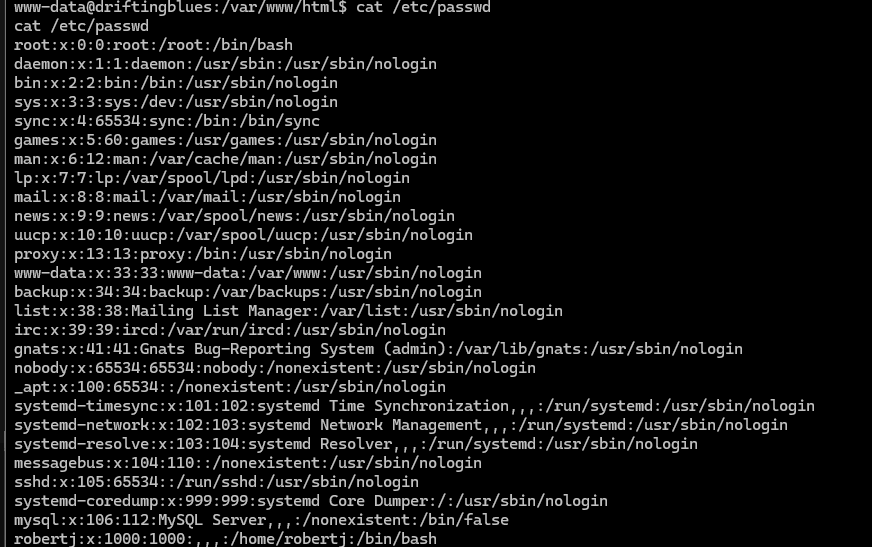 www-data@driftingblues:/var/www/html$ cat /etc/passwd
cat /etc/passwd
root:x:0:0:root:/root:/bin/bash
daemon:x:1:1:daemon:/usr/sbin:/usr/sbin/nologin
bin:x:2:2:bin:/bin:/usr/sbin/nologin
sys:x:3:3:sys:/dev:/usr/sbin/nologin
sync:x:4:65534:sync:/bin:/bin/sync
games:x:5:60:games:/usr/games:/usr/sbin/nologin
man:x:6:12:man:/var/cache/man:/usr/sbin/nologin
lp:x:7:7:lp:/var/spool/lpd:/usr/sbin/nologin
mail:x:8:8:mail:/var/mail:/usr/sbin/nologin
news:x:9:9:news:/var/spool/news:/usr/sbin/nologin
uucp:x:10:10:uucp:/var/spool/uucp:/usr/sbin/nologin
proxy:x:13:13:proxy:/bin:/usr/sbin/nologin
www-data:x:33:33:www-data:/var/www:/usr/sbin/nologin
backup:x:34:34:backup:/var/backups:/usr/sbin/nologin
list:x:38:38:Mailing List Manager:/var/list:/usr/sbin/nologin
irc:x:39:39:ircd:/var/run/ircd:/usr/sbin/nologin
gnats:x:41:41:Gnats Bug-Reporting System (admin):/var/lib/gnats:/usr/sbin/nologin
nobody:x:65534:65534:nobody:/nonexistent:/usr/sbin/nologin
_apt:x:100:65534::/nonexistent:/usr/sbin/nologin
systemd-timesync:x:101:102:systemd Time Synchronization,,,:/run/systemd:/usr/sbin/nologin
systemd-network:x:102:103:systemd Network Management,,,:/run/systemd:/usr/sbin/nologin
systemd-resolve:x:103:104:systemd Resolver,,,:/run/systemd:/usr/sbin/nologin
messagebus:x:104:110::/nonexistent:/usr/sbin/nologin
sshd:x:105:65534::/run/sshd:/usr/sbin/nologin
systemd-coredump:x:999:999:systemd Core Dumper:/:/usr/sbin/nologin
mysql:x:106:112:MySQL Server,,,:/nonexistent:/bin/false
robertj:x:1000:1000:,,,:/home/robertj:/bin/bash